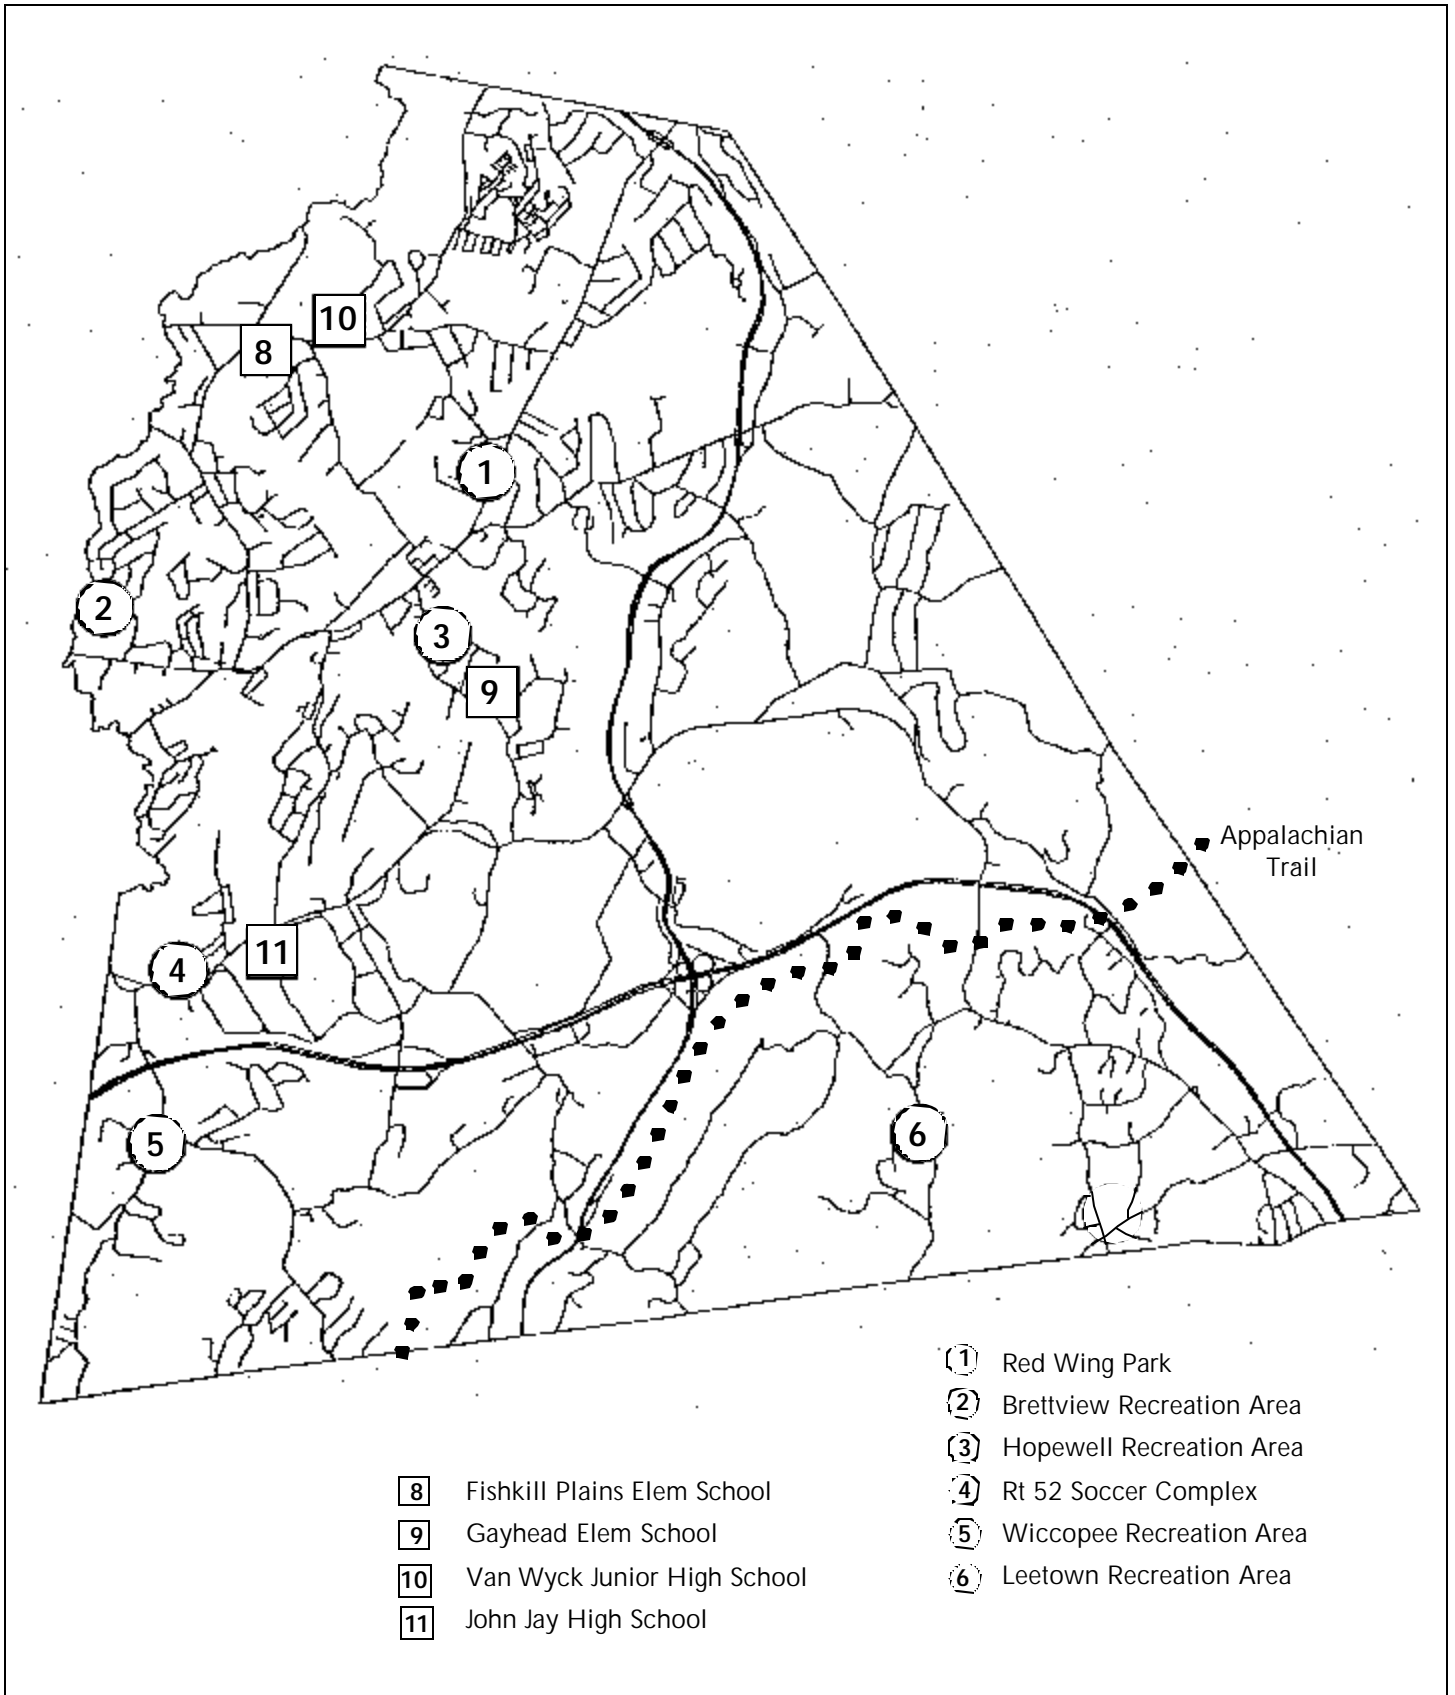 10
8
1
2
3
9
Appalachian
Trail
11
4
5
6
1 Red Wing Park
2 Brettview Recreation Area
3 Hopewell Recreation Area
4 Rt 52 Soccer Complex
5 Wiccopee Recreation Area
6 Leetown Recreation Area
8 Fishkill Plains Elem School
9 Gayhead Elem School
10 Van Wyck Junior High School
11 John Jay High School